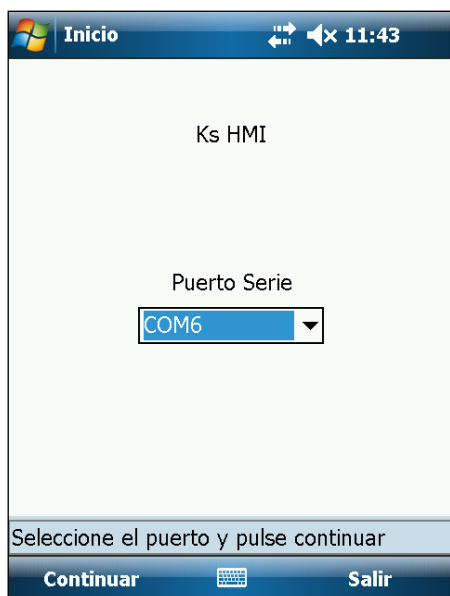 Inicio 11:43
Ks HMI
Puerto Serie
COM6
Seleccione el puerto y pulse continuar
Continuar Salir